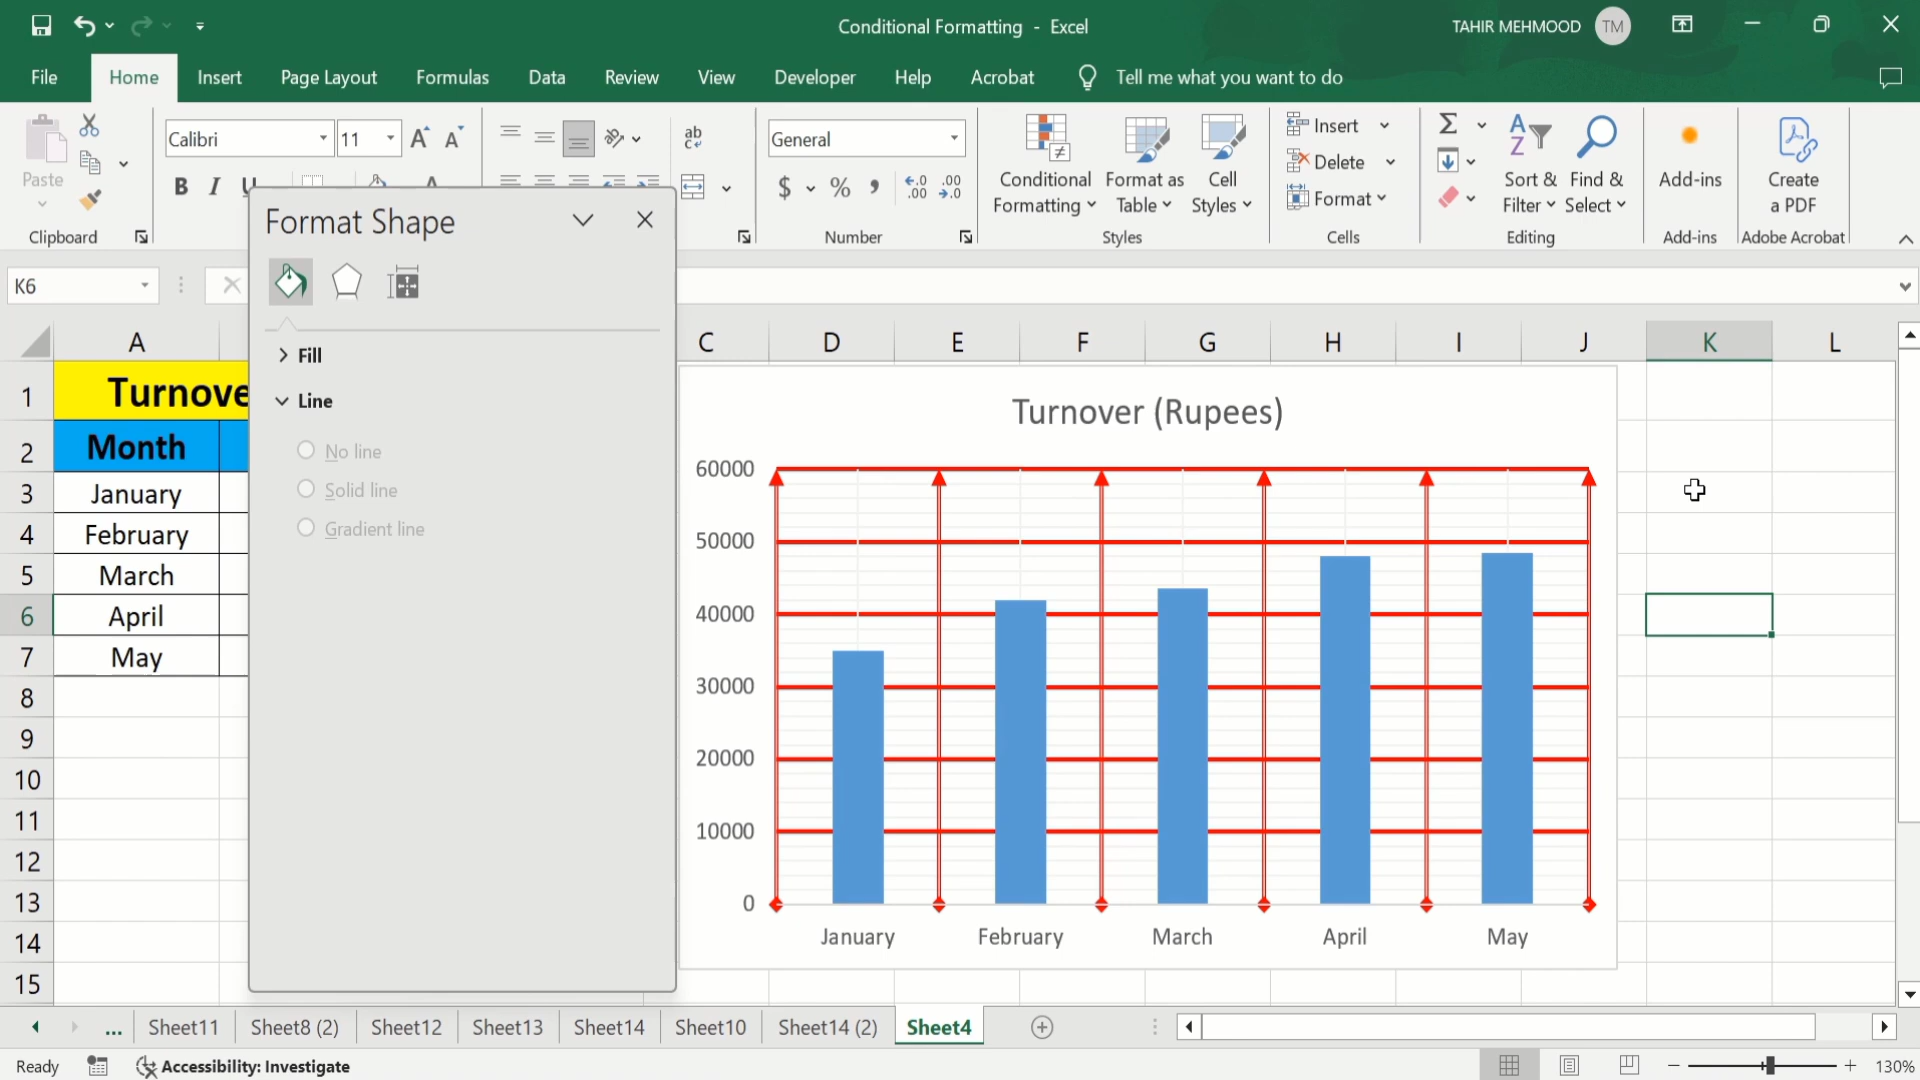 Conditional Formatting - Excel
TAHIR MEHMOOD
TM
File Home Insert Page Layout Formulas Data Review View Developer Help Acrobat Tell me what you want to do
Paste
Clipboard
Calibri
11
B I U
ab
General
$ % ,
Number
Conditional Formatting
Format as Table
Cell Styles
Styles
Insert
Delete
Format
Cells
Sort & Filter
Find & Select
Editing
Add-ins
Add-ins
Create a PDF
Adobe Acrobat
K6
Format Shape
Fill
Line
No line
Solid line
Gradient line
A C D E F G H I J K L
1 Turnove
2 Month
3 January
4 February
5 March
6 April
7 May
8
9
10
11
12
13
14
15
Turnover (Rupees)
60000
50000
40000
30000
20000
10000
0
January February March April May
... Sheet11 Sheet8 (2) Sheet12 Sheet13 Sheet14 Sheet10 Sheet14 (2) Sheet4
Ready
Accessibility: Investigate
130%